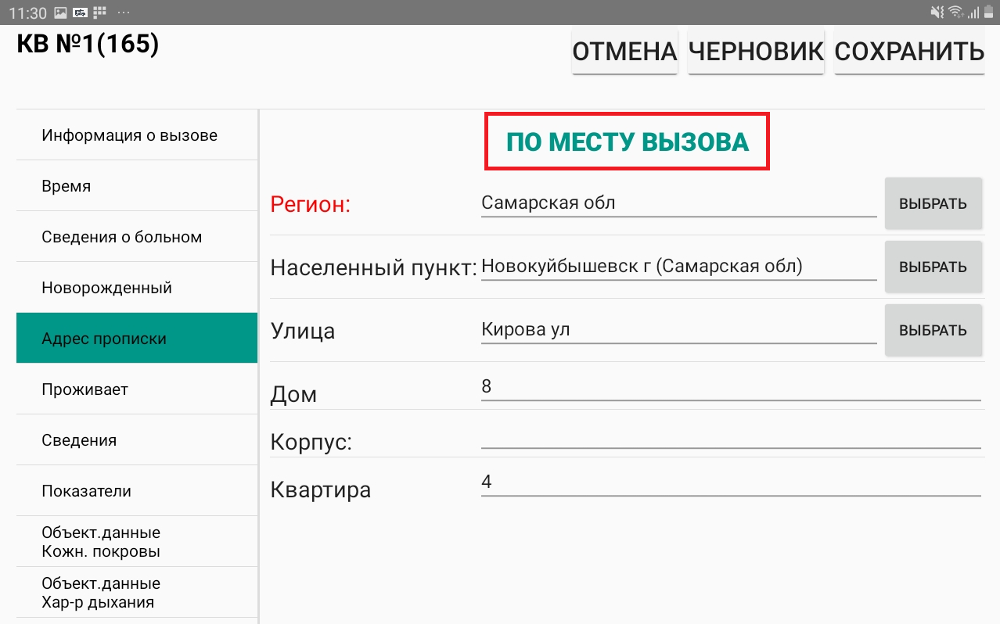 11:30
КВ №1(165)
ОТМЕНА ЧЕРНОВИК СОХРАНИТЬ
Информация о вызове
Время
Сведения о больном
Новорожденный
Адрес прописки
Проживает
Сведения
Показатели
Объект.данные
Кожн. покровы
Объект.данные
Хар-р дыхания
ПО МЕСТУ ВЫЗОВА
Регион: Самарская обл ВЫБРАТЬ
Населенный пункт: Новокуйбышевск г (Самарская обл) ВЫБРАТЬ
Улица Кирова ул ВЫБРАТЬ
Дом 8
Корпус:
Квартира 4